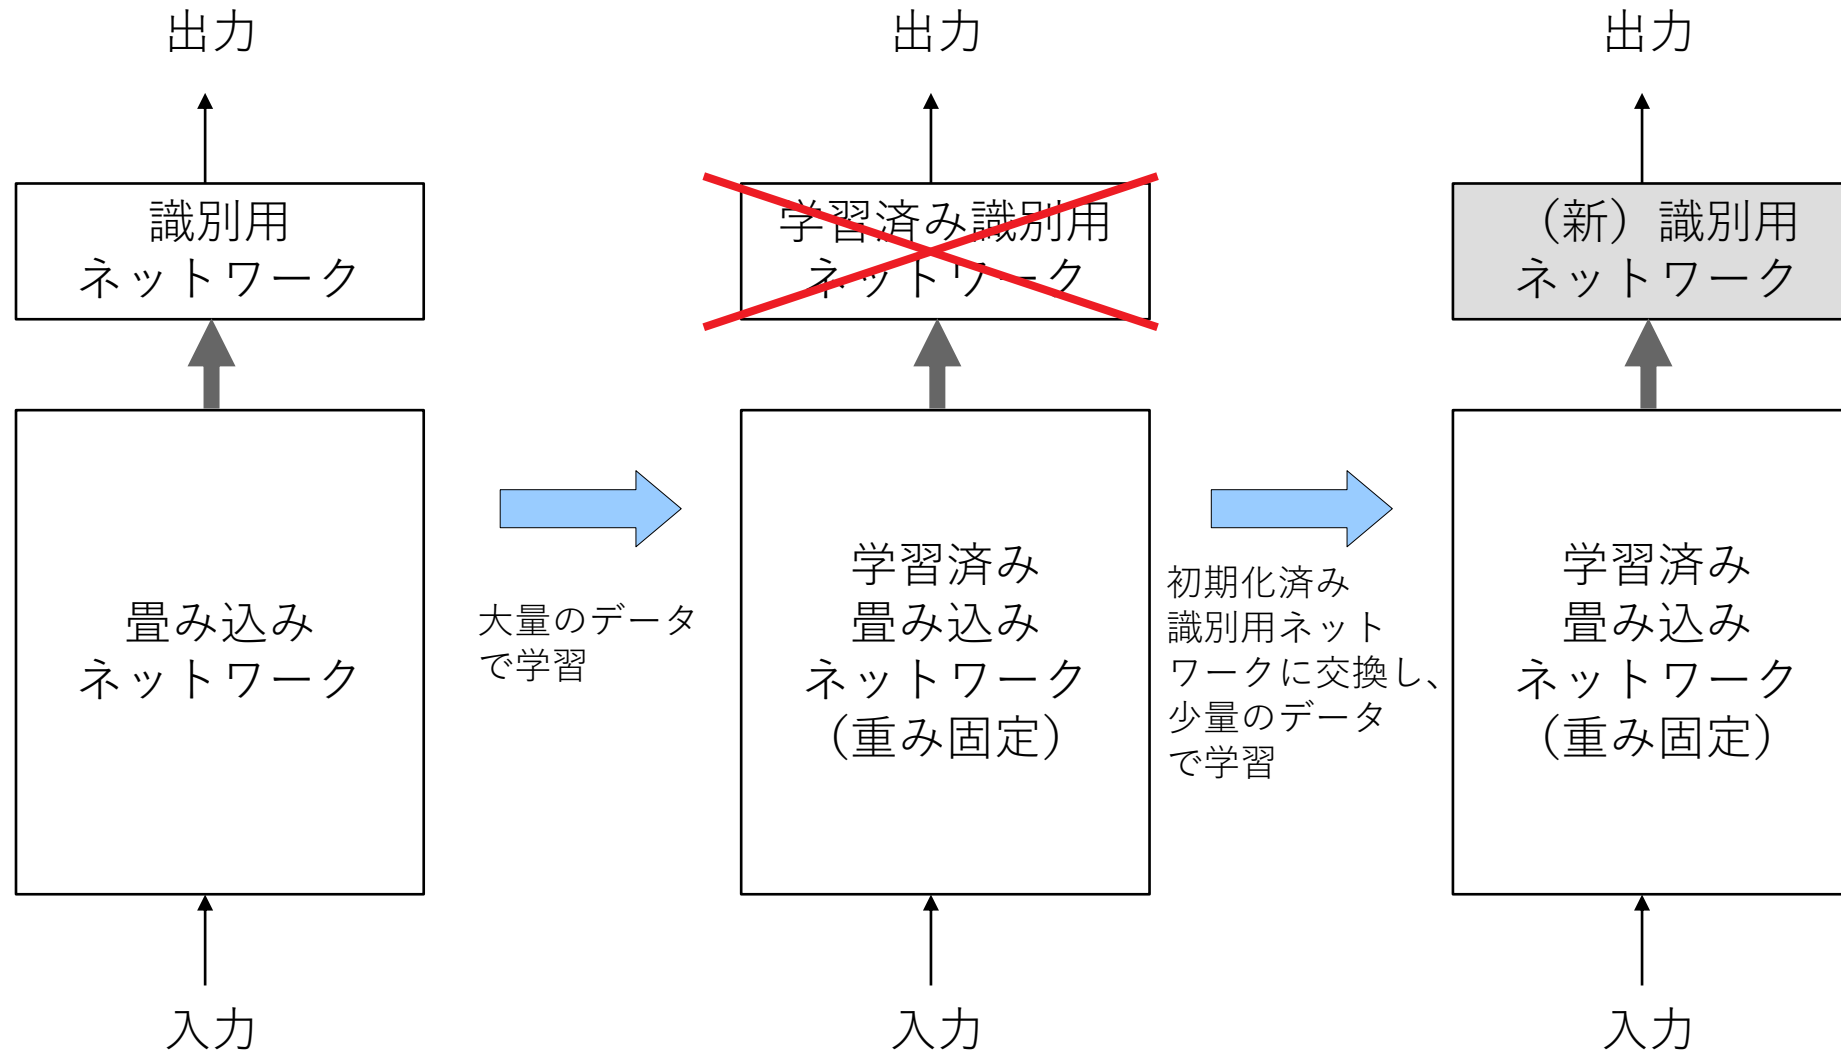 出力
識別用
ネットワーク
畳み込み
ネットワーク
入力
大量のデータ
で学習
出力
学習済み識別用
ネットワーク
学習済み
畳み込み
ネットワーク
（重み固定）
入力
初期化済み
識別用ネット
ワークに交換し、
少量のデータ
で学習
出力
（新）識別用
ネットワーク
学習済み
畳み込み
ネットワーク
（重み固定）
入力